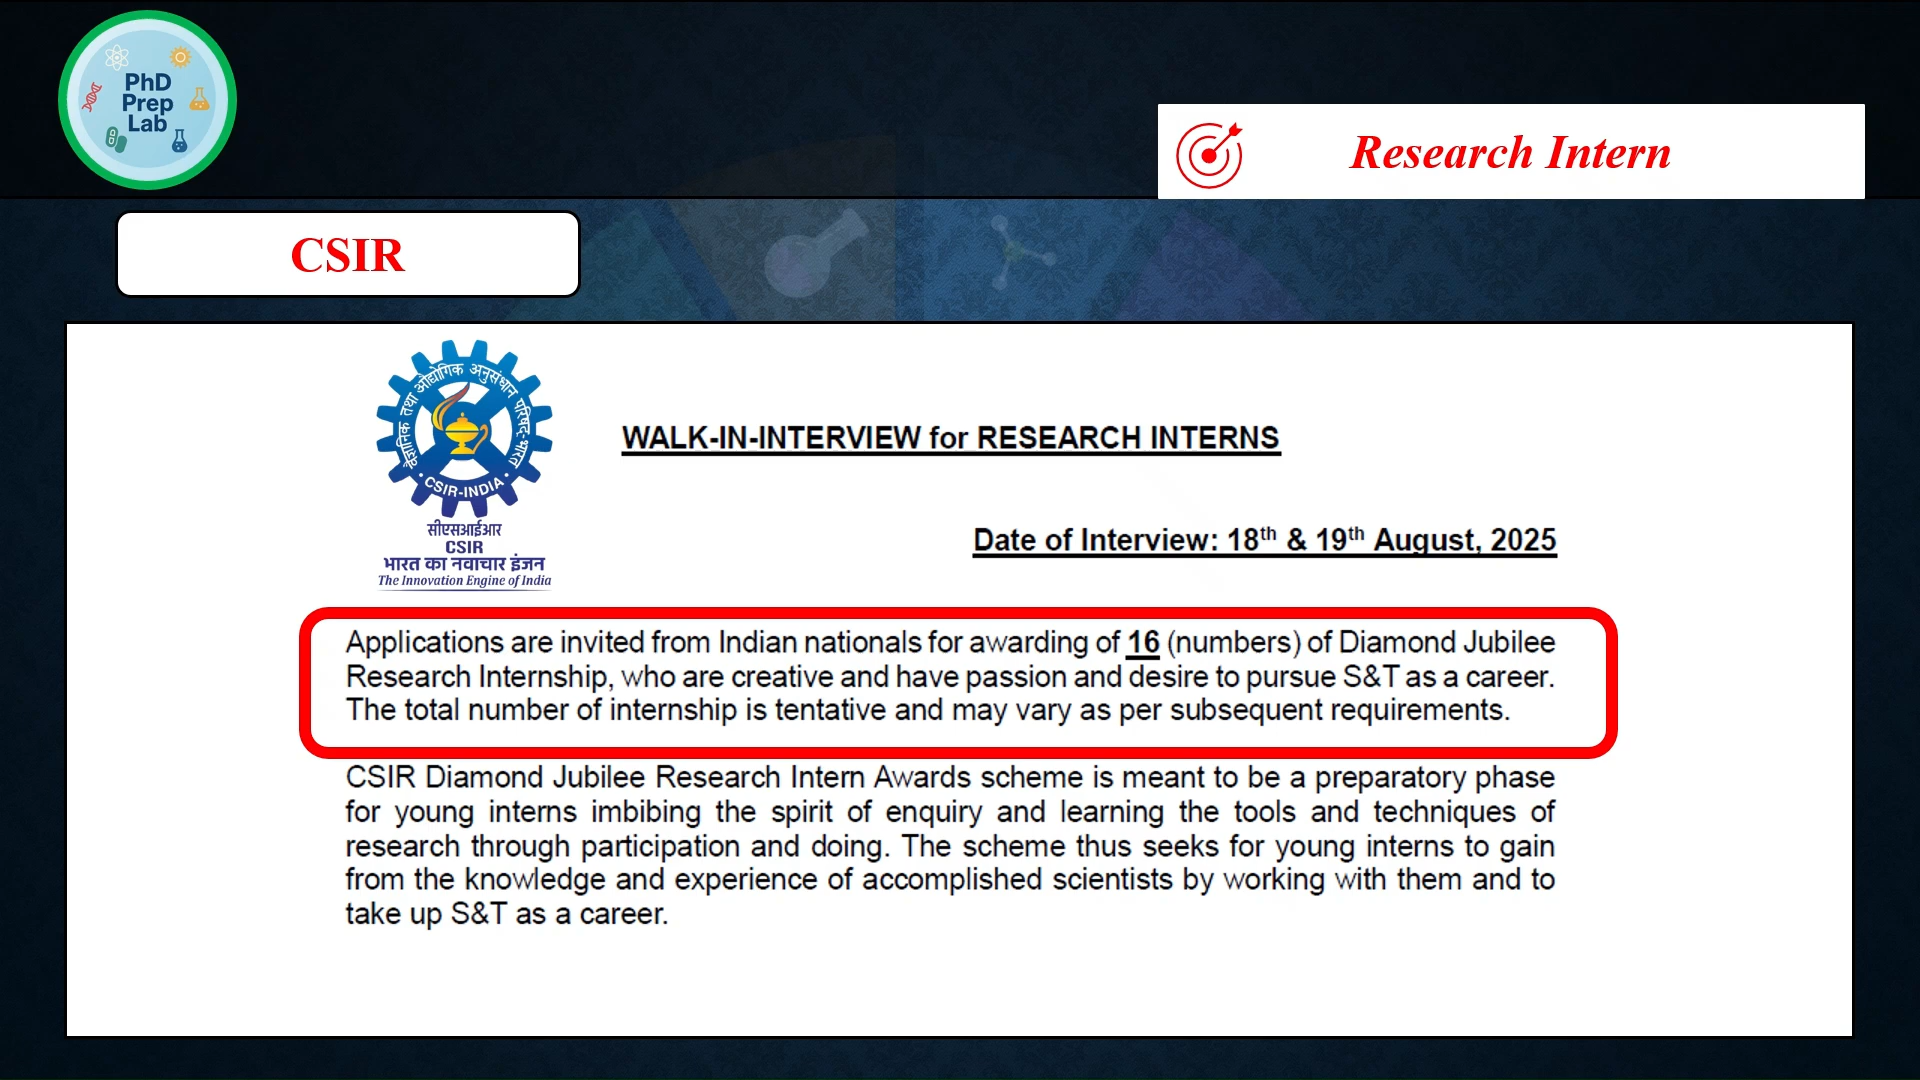 PhD
Prep
Lab
Research Intern
CSIR
वैज्ञानिक तथा औद्योगिक अनुसंधान परिषद्-भारत
CSIR-INDIA
सीएसआईआर
CSIR
भारत का नवाचार इंजन
The Innovation Engine of India
WALK-IN-INTERVIEW for RESEARCH INTERNS
Date of Interview: 18th & 19th August, 2025
Applications are invited from Indian nationals for awarding of 16 (numbers) of Diamond Jubilee
Research Internship, who are creative and have passion and desire to pursue S&T as a career.
The total number of internship is tentative and may vary as per subsequent requirements.
CSIR Diamond Jubilee Research Intern Awards scheme is meant to be a preparatory phase
for young interns imbibing the spirit of enquiry and learning the tools and techniques of
research through participation and doing. The scheme thus seeks for young interns to gain
from the knowledge and experience of accomplished scientists by working with them and to
take up S&T as a career.